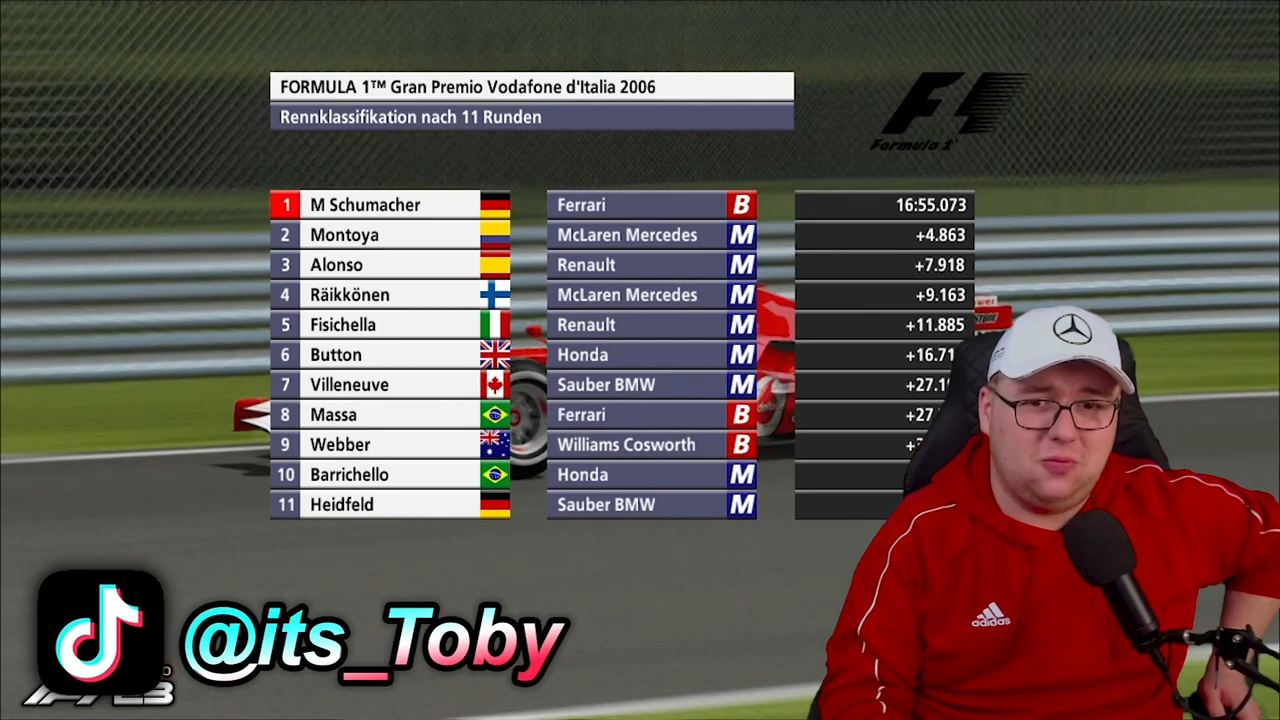 FORMULA 1™ Gran Premio Vodafone d'Italia 2006
Rennklassifikation nach 11 Runden
F1
Formula 1
1 M Schumacher Ferrari B 16:55.073
2 Montoya McLaren Mercedes M +4.863
3 Alonso Renault M +7.918
4 Räikkönen McLaren Mercedes M +9.163
5 Fisichella Renault M +11.885
6 Button Honda M +16.71
7 Villeneuve Sauber BMW M
8 Massa Ferrari B
9 Webber Williams Cosworth B
10 Barrichello Honda M
11 Heidfeld Sauber BMW M
adidas
@its_Toby